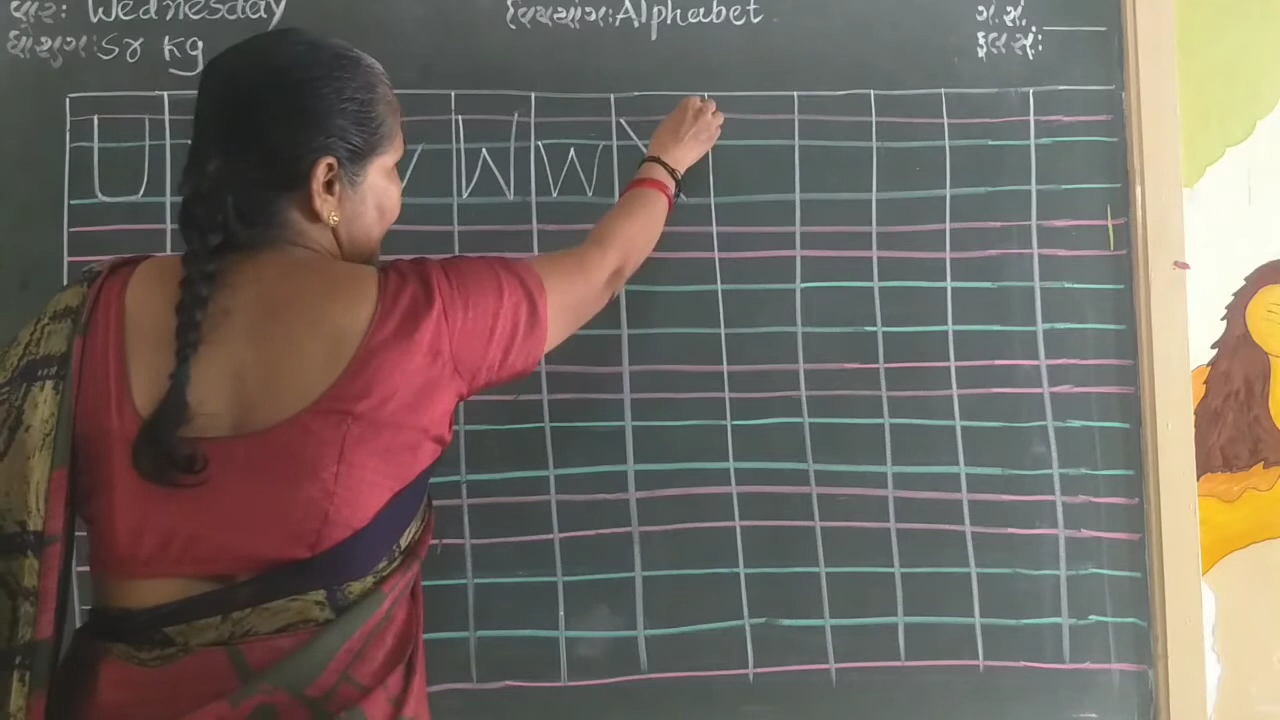 વાર: Wednesday
ધોરણ: Sr Kg
વિષયાંગ: Alphabet
ગ.સં.
કુલ સં.:
U V W w